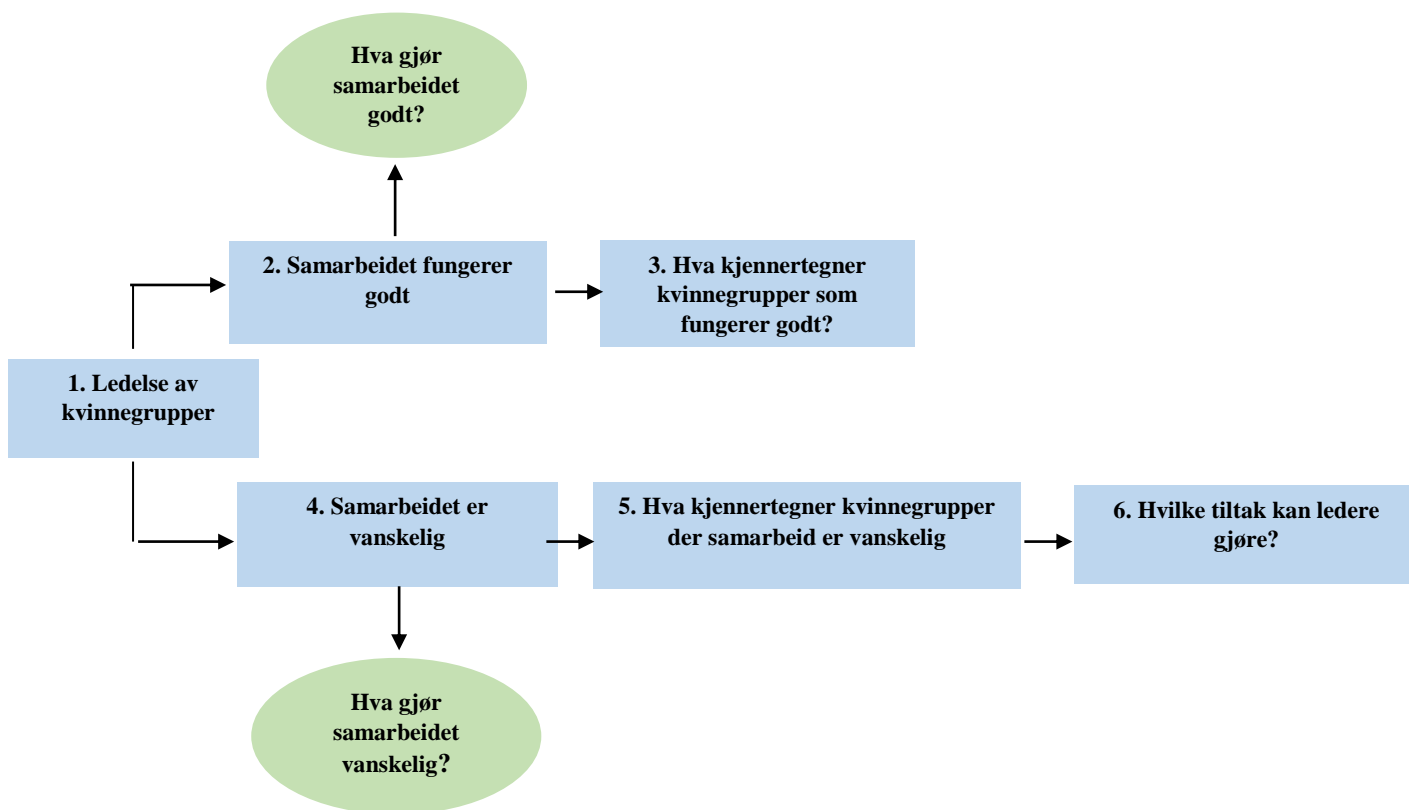 Hva gjør
samarbeidet
godt?
2. Samarbeidet fungerer
godt
3. Hva kjennertegner
kvinnegrupper som
fungerer godt?
1. Ledelse av
kvinnegrupper
4. Samarbeidet er
vanskelig
5. Hva kjennertegner kvinnegrupper
der samarbeid er vanskelig
6. Hvilke tiltak kan ledere
gjøre?
Hva gjør
samarbeidet
vanskelig?